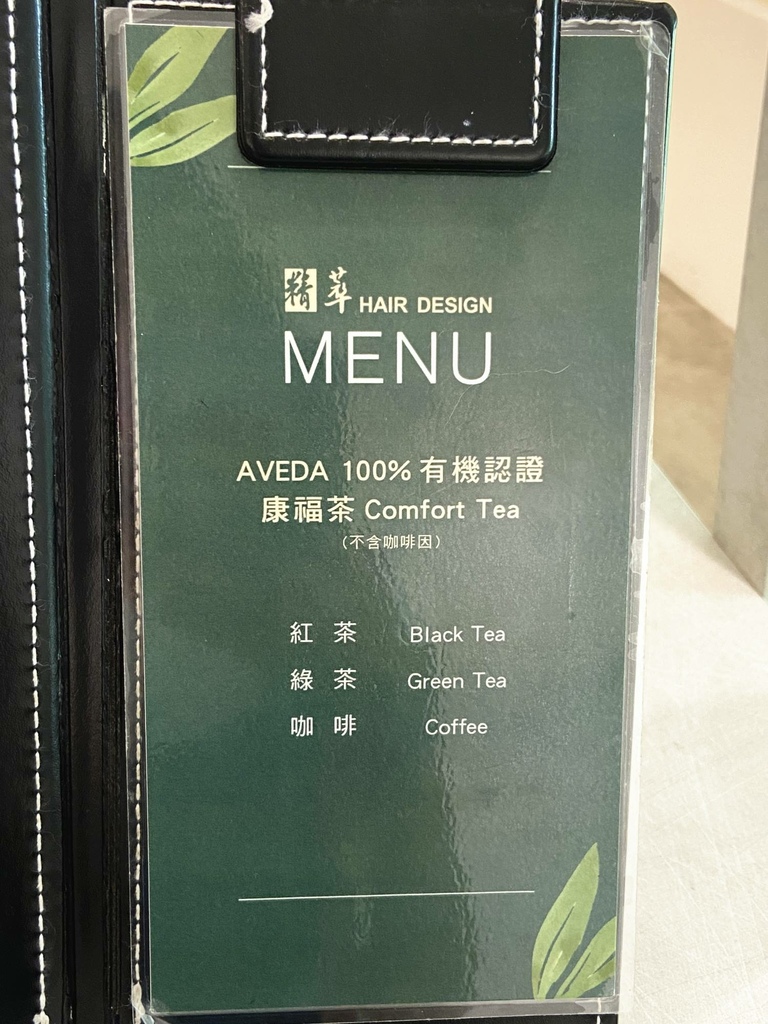 精萃 HAIR DESIGN
MENU
AVEDA 100% 有機認證
康福茶 Comfort Tea
(不含咖啡因)
紅茶 Black Tea
綠茶 Green Tea
咖啡 Coffee